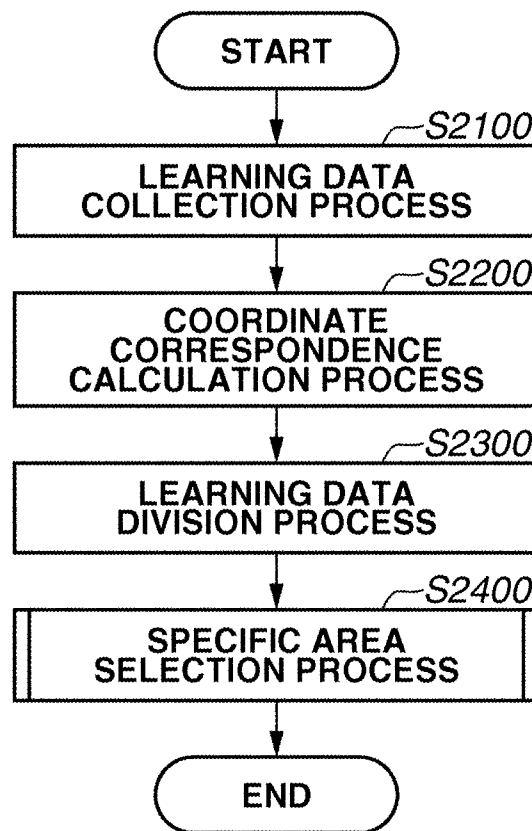 START
S2100
LEARNING DATA
COLLECTION PROCESS
S2200
COORDINATE
CORRESPONDENCE
CALCULATION PROCESS
S2300
LEARNING DATA
DIVISION PROCESS
S2400
SPECIFIC AREA
SELECTION PROCESS
END